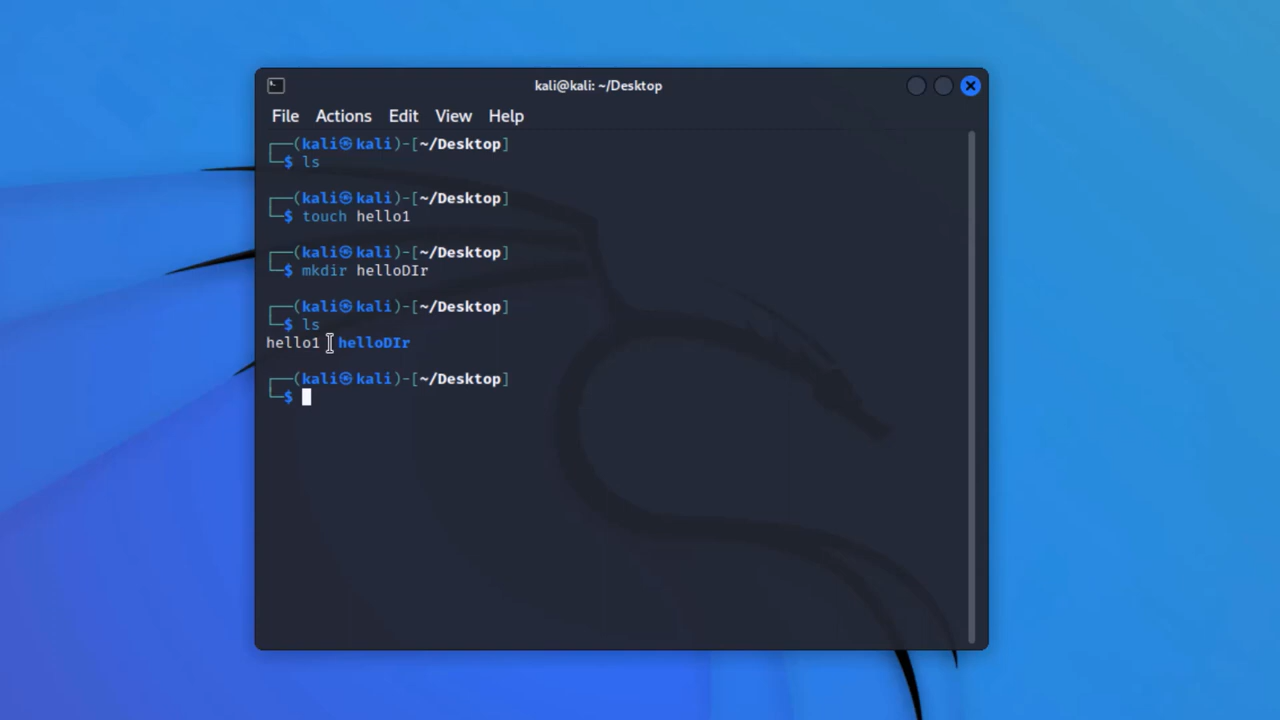 kali@kali: ~/Desktop
File Actions Edit View Help
┌──(kali㉿kali)-[~/Desktop]
└─$ ls
┌──(kali㉿kali)-[~/Desktop]
└─$ touch hello1
┌──(kali㉿kali)-[~/Desktop]
└─$ mkdir helloDIr
┌──(kali㉿kali)-[~/Desktop]
└─$ ls
hello1 helloDIr
┌──(kali㉿kali)-[~/Desktop]
└─$